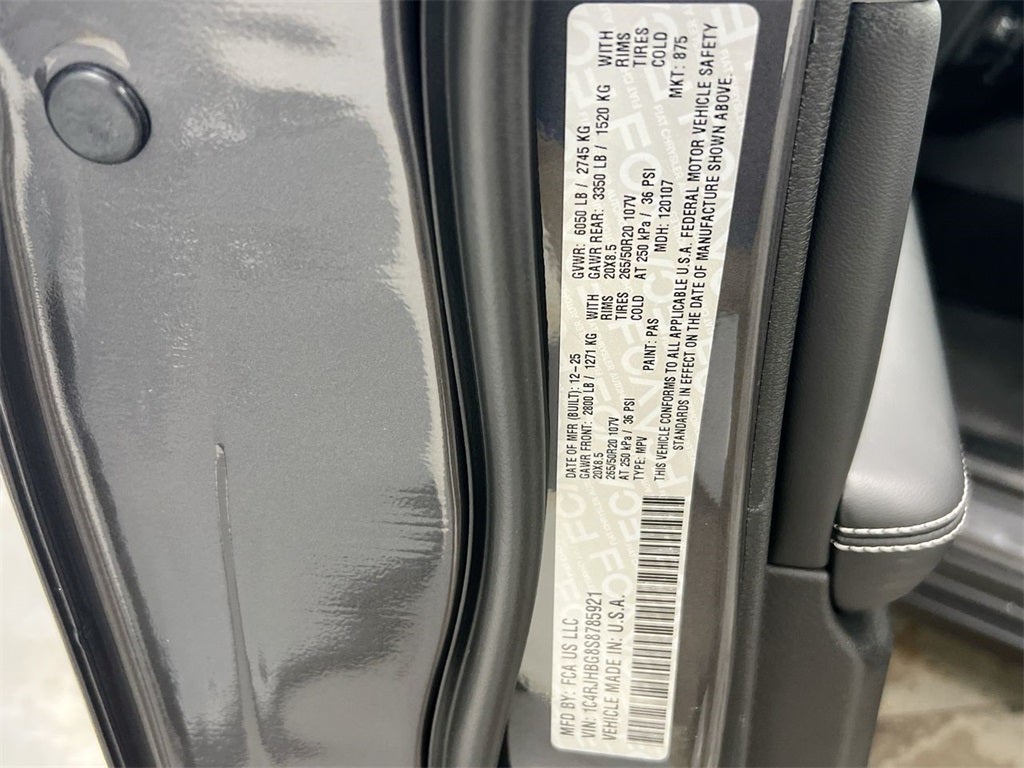 MFD BY: FCA US LLC
DATE OF MFR (BUILT): 12-25
GVWR: 6050 LB / 2745 KG
GAWR FRONT: 2800 LB / 1271 KG WITH
20X8.5 RIMS
265/50R20 107V TIRES
AT 250 kPa / 36 PSI COLD
GAWR REAR: 3350 LB / 1520 KG WITH
20X8.5 RIMS
265/50R20 107V TIRES
AT 250 kPa / 36 PSI COLD
VIN: 1C4RJHBG8S8785921
TYPE: MPV
PAINT: PAS
MDH: 120107
MKT: 875
VEHICLE MADE IN: U.S.A.
THIS VEHICLE CONFORMS TO ALL APPLICABLE U.S.A. FEDERAL MOTOR VEHICLE SAFETY
STANDARDS IN EFFECT ON THE DATE OF MANUFACTURE SHOWN ABOVE.